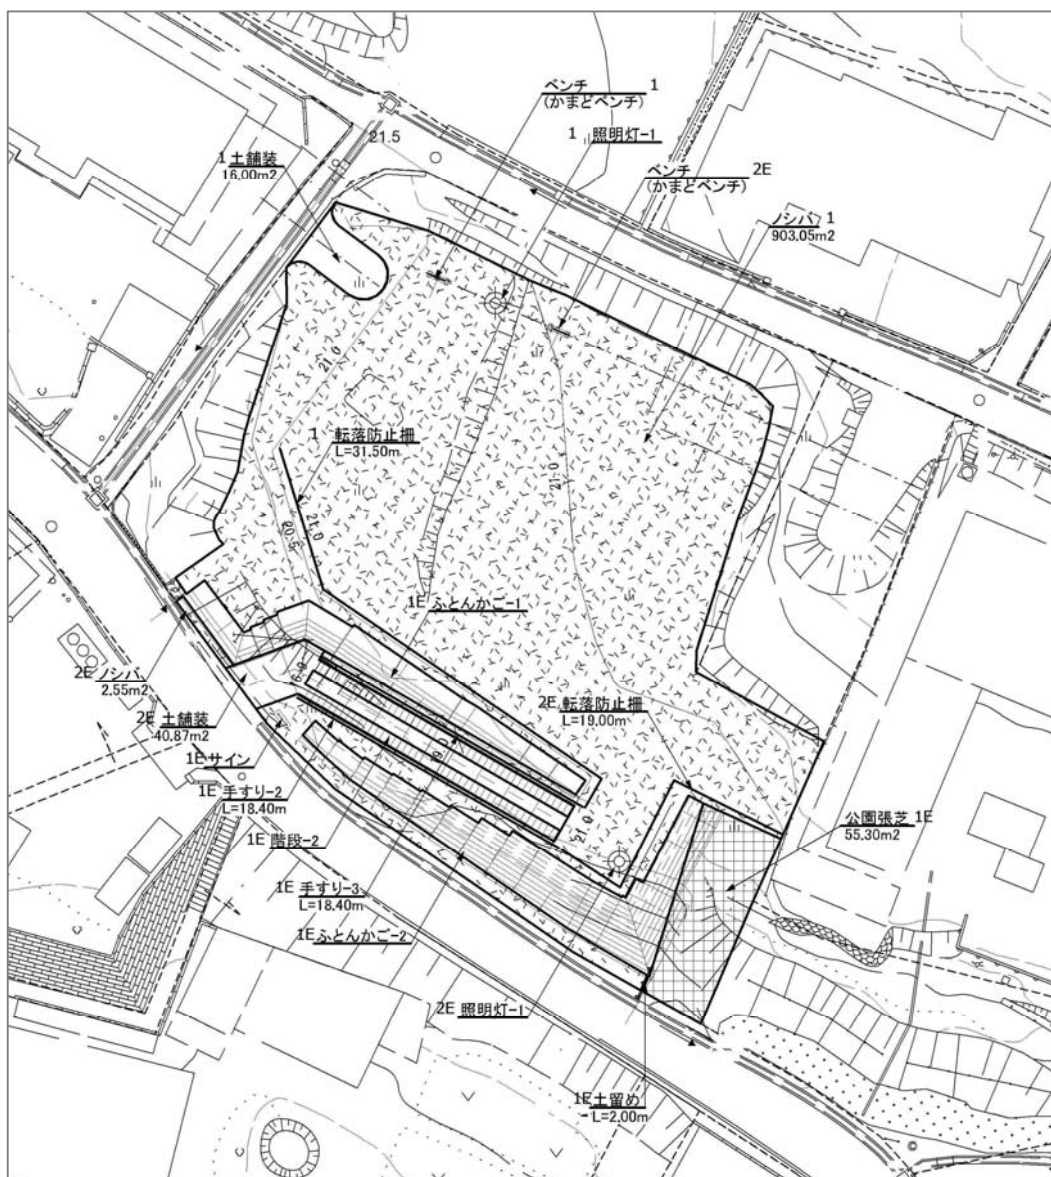 ベンチ 1
(かまどベンチ)
1 照明灯-1
21.5
1 土舗装
16.00m2
ベンチ 2E
(かまどベンチ)
ノシバ 1
903.05m2
21.0
1 転落防止柵
L=31.50m
21.0
21.0
20.5
1E ふとんかご-1
2E ノシバ
2.55m2
2E 転落防止柵
L=19.00m
2E 土舗装
40.87m2
1E サイン
1E 手すり-2
L=18.40m
21.0
公園張芝 1E
55.30m2
1E 階段-2
1E 手すり-3
L=18.40m
1E ふとんかご-2
2E 照明灯-1
1E 土留め
L=2.00m